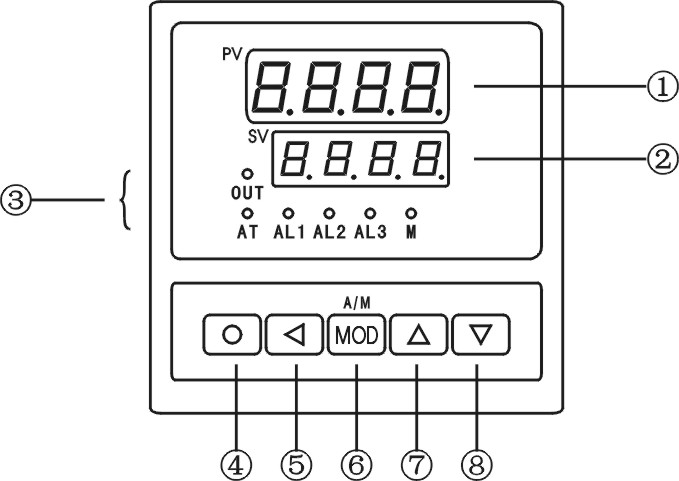 PV
8.8.8.8.
①
SV
8.8.8.8.
②
③
OUT
AT AL1 AL2 AL3 M
A/M
MOD
④ ⑤ ⑥ ⑦ ⑧